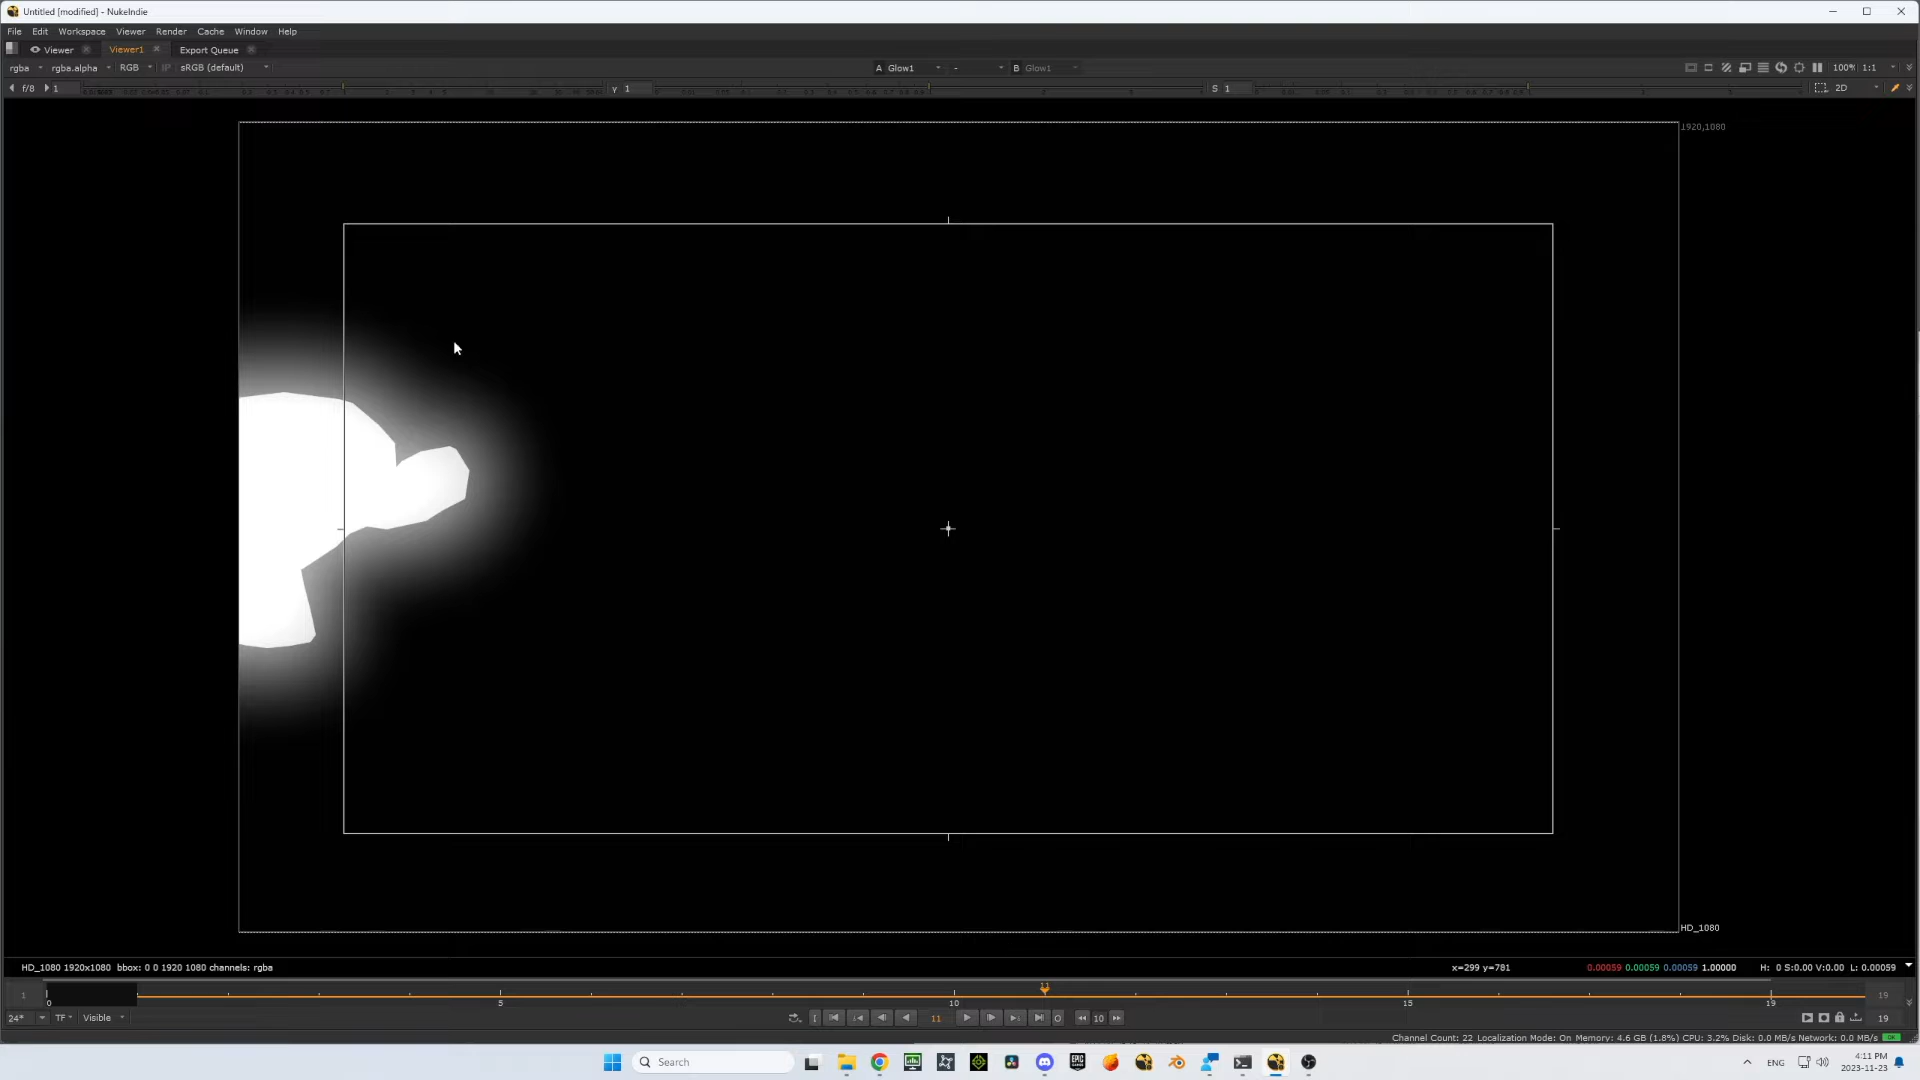 Untitled [modified] - NukeIndie
File Edit Workspace Viewer Render Cache Window Help
Viewer Viewer1 Export Queue
rgba rgba.alpha RGB IP sRGB (default) A Glow1 - B Glow1 100% 1:1
f/8 1 Y 1 S 1 2D
1920,1080
HD_1080
HD_1080 1920x1080 bbox: 0 0 1920 1080 channels: rgba x=299 y=781 0.00059 0.00059 0.00059 1.00000 H: 0 S:0.00 V:0.00 L: 0.00059
1 0 5 10 11 15 19 19
24* TF Visible 11 10 19
Channel Count: 22 Localization Mode: On Memory: 4.6 GB (1.8%) CPU: 3.2% Disk: 0.0 MB/s Network: 0.0 MB/s
Search EPIC GAMES ENG 4:11 PM
2023-11-23